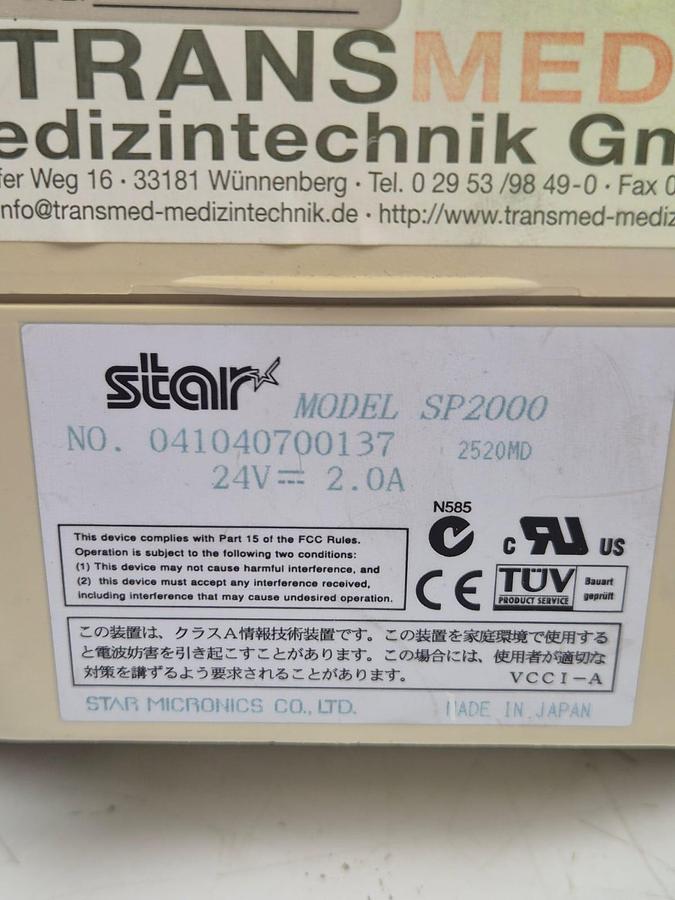 TRANSMED
edizintechnik Gm
fer Weg 16 · 33181 Wünnenberg · Tel. 0 29 53 /98 49-0 · Fax 0
nfo@transmed-medizintechnik.de · http://www.transmed-mediz
star
MODEL SP2000
NO. 041040700137 2520MD
24V⎓ 2.0A
N585
This device complies with Part 15 of the FCC Rules.
Operation is subject to the following two conditions:
(1) This device may not cause harmful interference, and
(2) this device must accept any interference received,
including interference that may cause undesired operation.
c RU US
CE TÜV PRODUCT SERVICE Bauart geprüft
この装置は、クラスA情報技術装置です。この装置を家庭環境で使用する
と電波妨害を引き起こすことがあります。この場合には、使用者が適切な
対策を講ずるよう要求されることがあります。 VCCI-A
STAR MICRONICS CO., LTD. MADE IN JAPAN